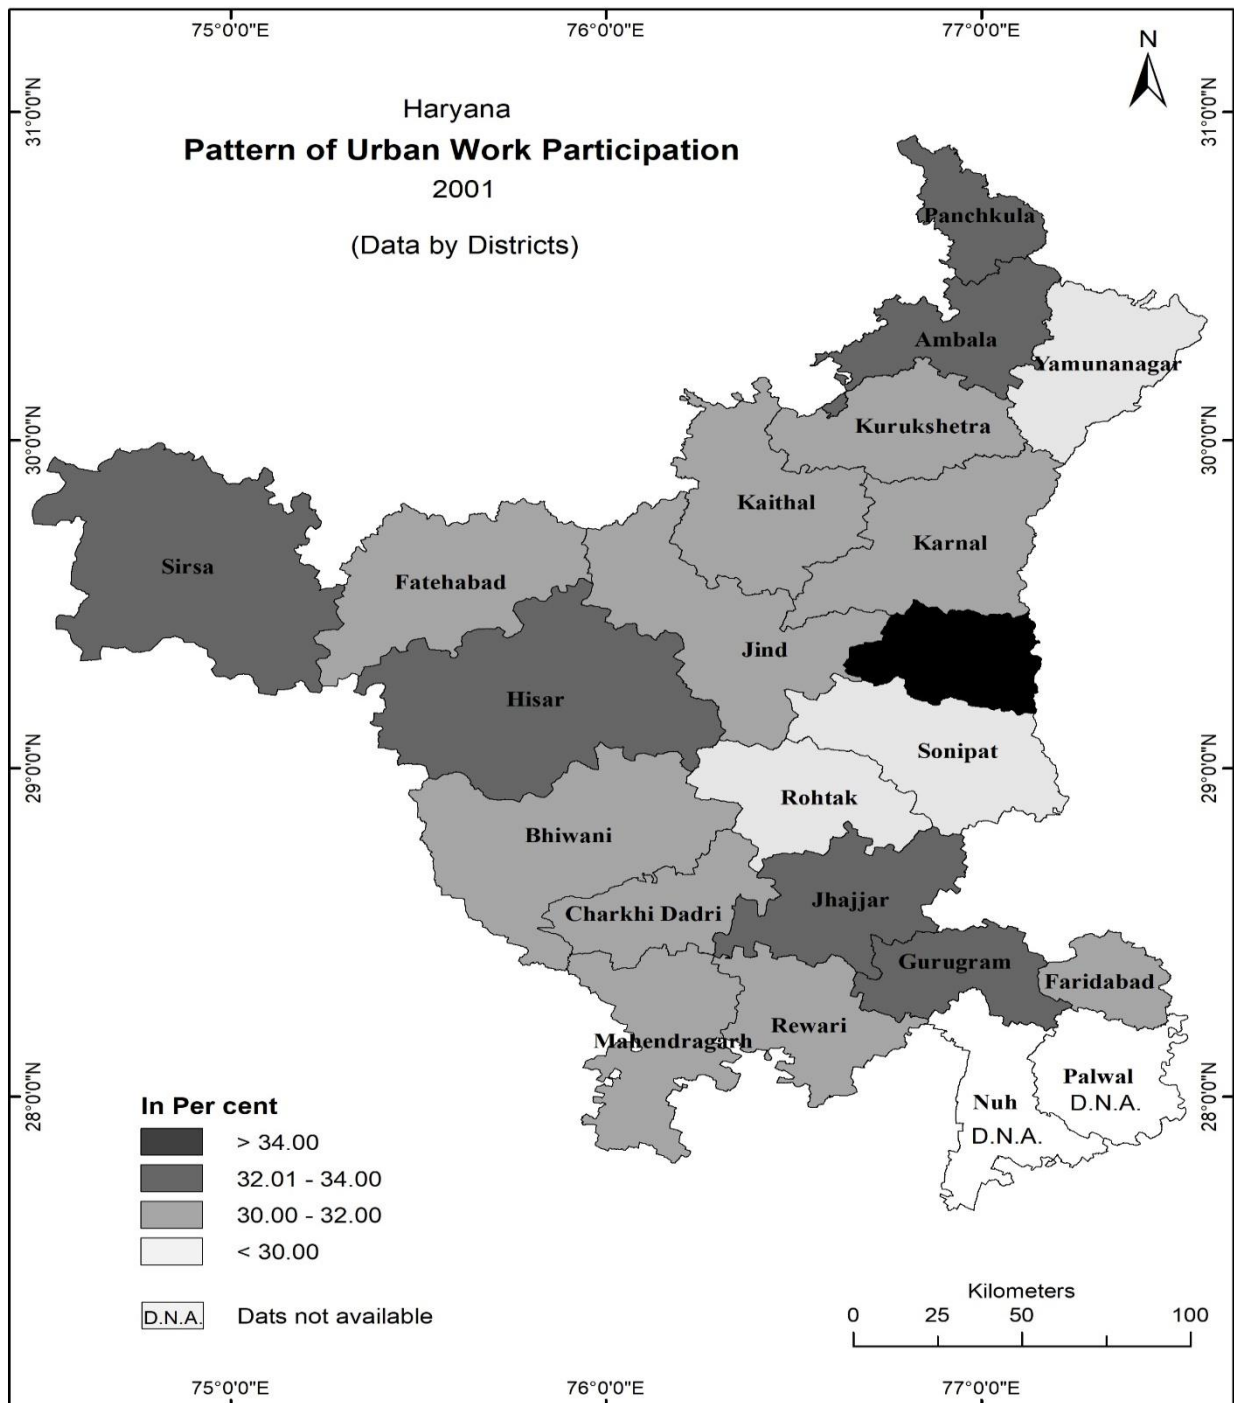 75°0'0"E 76°0'0"E 77°0'0"E
N
31°0'0"N 31°0'0"N
Haryana
Pattern of Urban Work Participation
2001
(Data by Districts)
Panchkula
Ambala
Yamunanagar
Kurukshetra
30°0'0"N 30°0'0"N
Kaithal
Karnal
Sirsa
Fatehabad
Jind
Hisar
Sonipat
29°0'0"N 29°0'0"N
Rohtak
Bhiwani
Jhajjar
Charkhi Dadri
Gurugram
Faridabad
Rewari
Mahendragarh
Palwal
D.N.A.
Nuh
D.N.A.
28°0'0"N 28°0'0"N
In Per cent
> 34.00
32.01 - 34.00
30.00 - 32.00
< 30.00
D.N.A. Dats not available
Kilometers
0 25 50 100
75°0'0"E 76°0'0"E 77°0'0"E